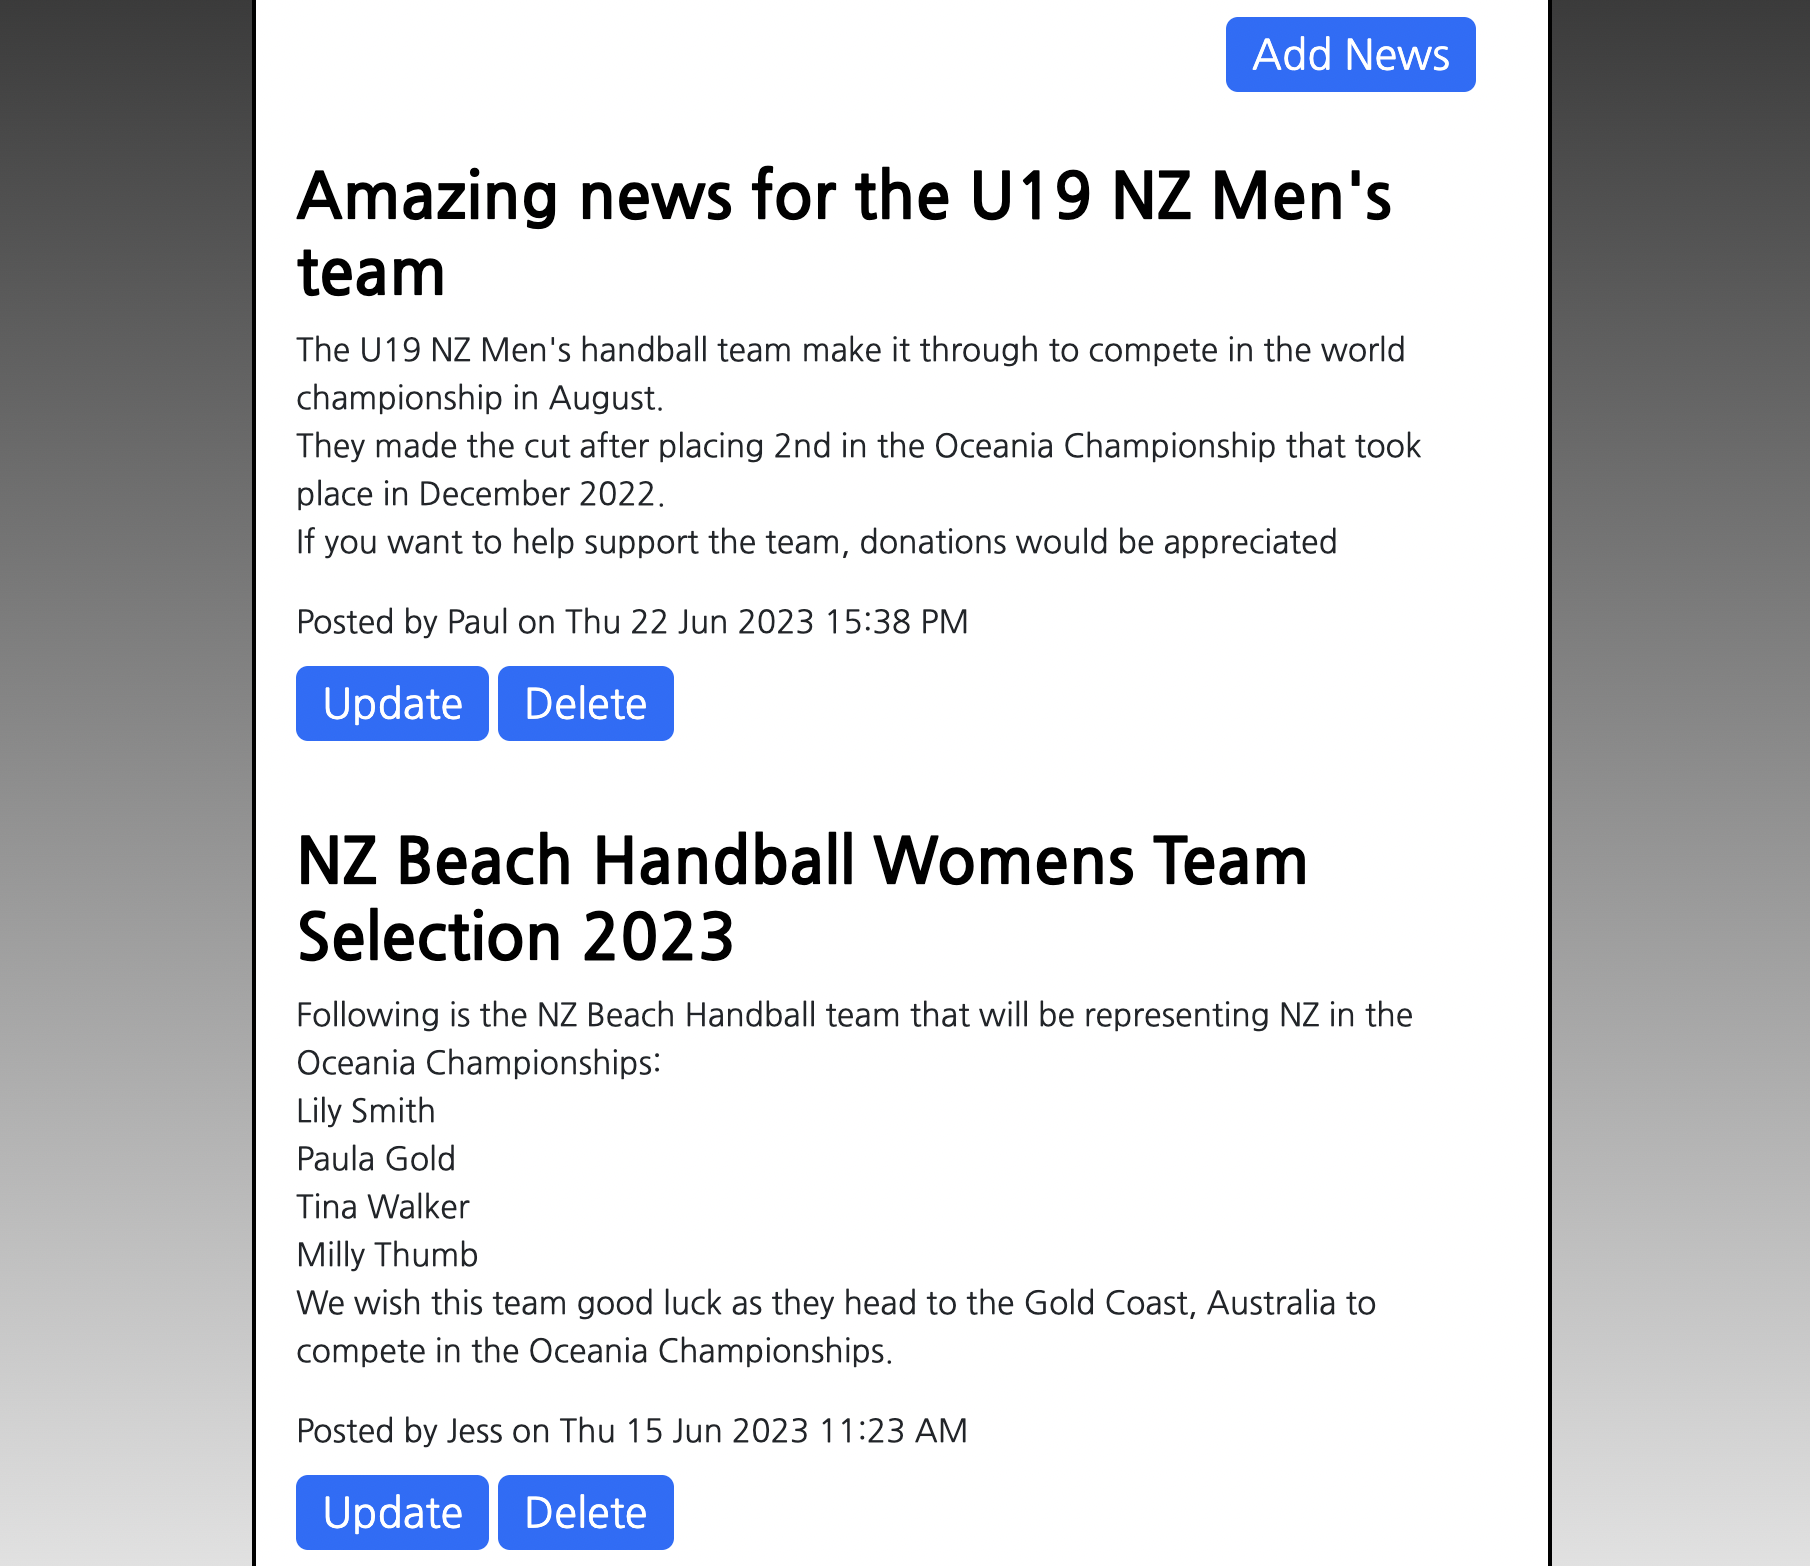 Add News
Amazing news for the U19 NZ Men's
team
The U19 NZ Men's handball team make it through to compete in the world
championship in August.
They made the cut after placing 2nd in the Oceania Championship that took
place in December 2022.
If you want to help support the team, donations would be appreciated
Posted by Paul on Thu 22 Jun 2023 15:38 PM
Update Delete
NZ Beach Handball Womens Team
Selection 2023
Following is the NZ Beach Handball team that will be representing NZ in the
Oceania Championships:
Lily Smith
Paula Gold
Tina Walker
Milly Thumb
We wish this team good luck as they head to the Gold Coast, Australia to
compete in the Oceania Championships.
Posted by Jess on Thu 15 Jun 2023 11:23 AM
Update Delete